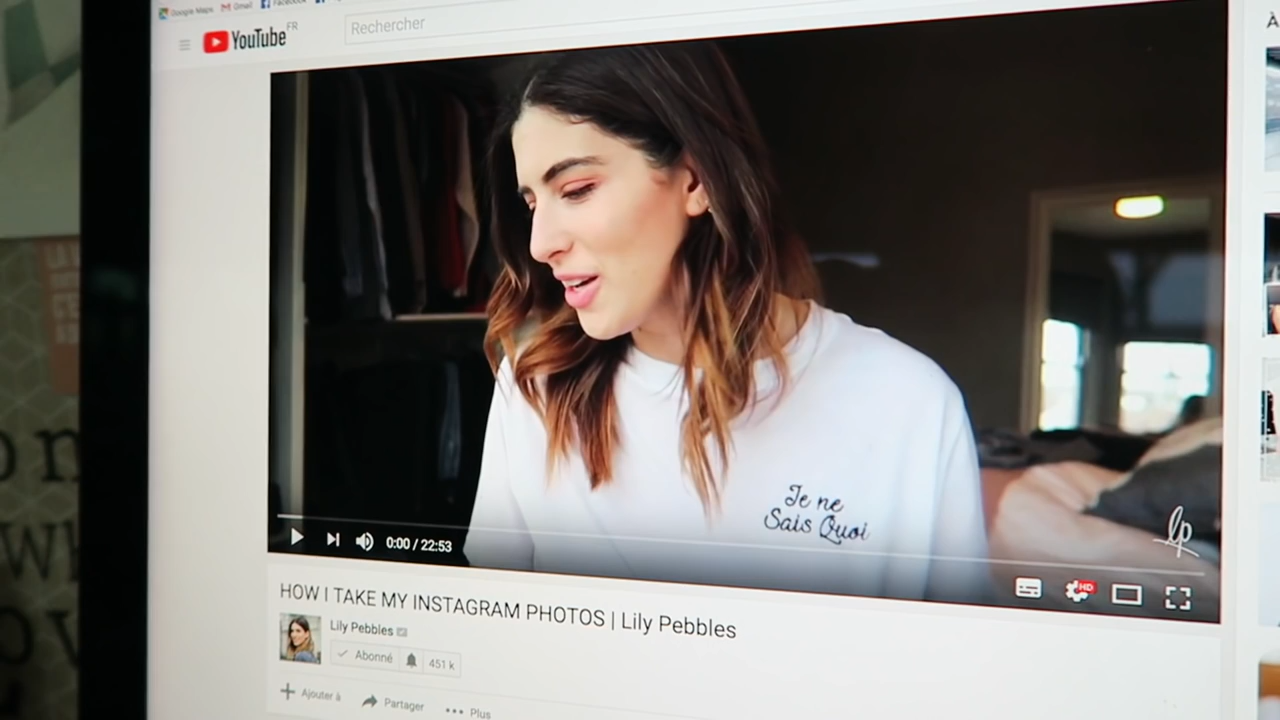 Google Maps Gmail Facebook
YouTube FR
Rechercher
À
Je ne
Sais Quoi
lp
0:00 / 22:53
HD
HOW I TAKE MY INSTAGRAM PHOTOS | Lily Pebbles
Lily Pebbles
Abonné 451 k
Ajouter à Partager Plus